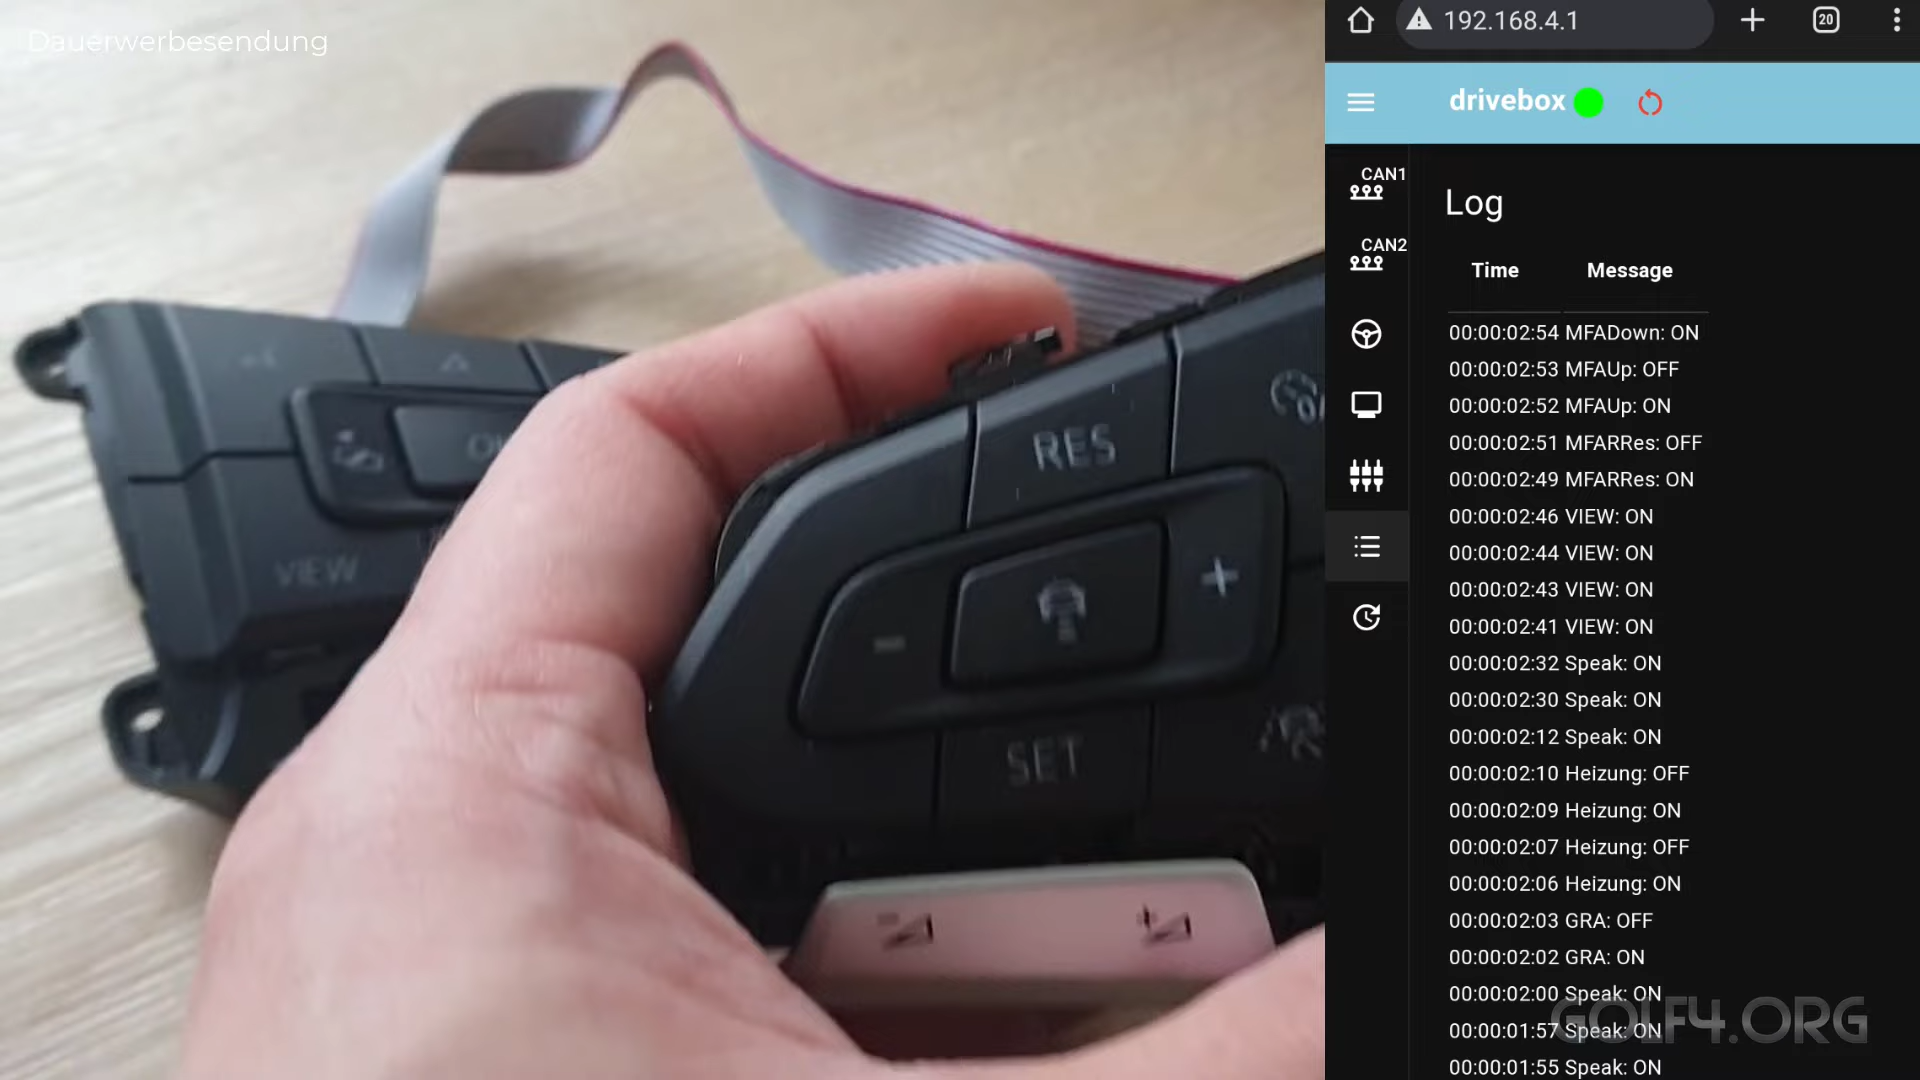 Dauerwerbesendung
RES
VIEW
SET
192.168.4.1
20
drivebox
CAN1
CAN2
Log
Time Message
00:00:02:54 MFADown: ON
00:00:02:53 MFAUp: OFF
00:00:02:52 MFAUp: ON
00:00:02:51 MFARRes: OFF
00:00:02:49 MFARRes: ON
00:00:02:46 VIEW: ON
00:00:02:44 VIEW: ON
00:00:02:43 VIEW: ON
00:00:02:41 VIEW: ON
00:00:02:32 Speak: ON
00:00:02:30 Speak: ON
00:00:02:12 Speak: ON
00:00:02:10 Heizung: OFF
00:00:02:09 Heizung: ON
00:00:02:07 Heizung: OFF
00:00:02:06 Heizung: ON
00:00:02:03 GRA: OFF
00:00:02:02 GRA: ON
00:00:02:00 Speak: ON
00:00:01:57 Speak: ON
00:00:01:55 Speak: ON
GOLF4.ORG